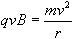 qvB = mv²/r